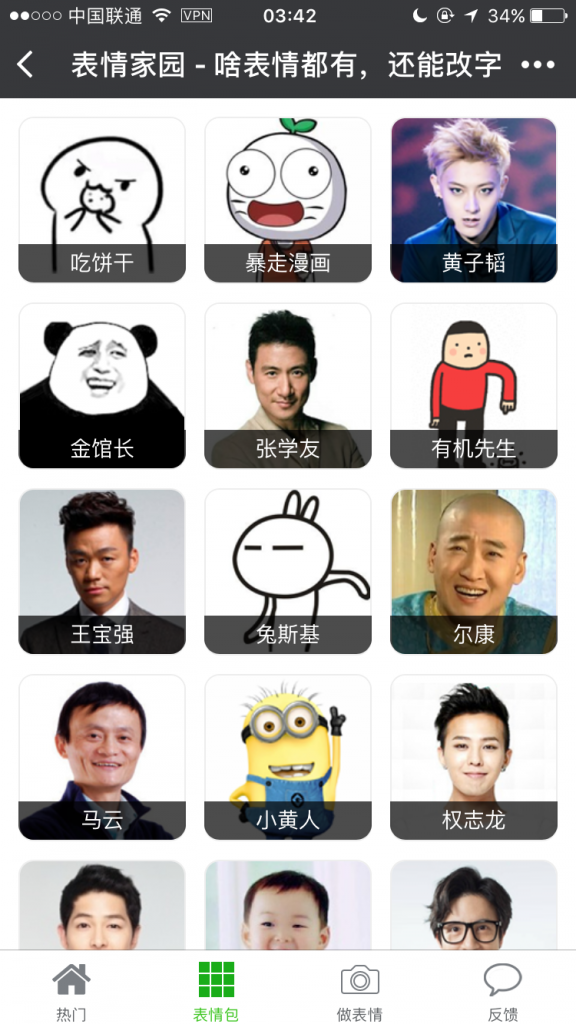 中国联通 VPN 03:42 34%
表情家园 - 啥表情都有，还能改字
吃饼干 暴走漫画 黄子韬
金馆长 张学友 有机先生
王宝强 兔斯基 尔康
马云 小黄人 权志龙
热门 表情包 做表情 反馈